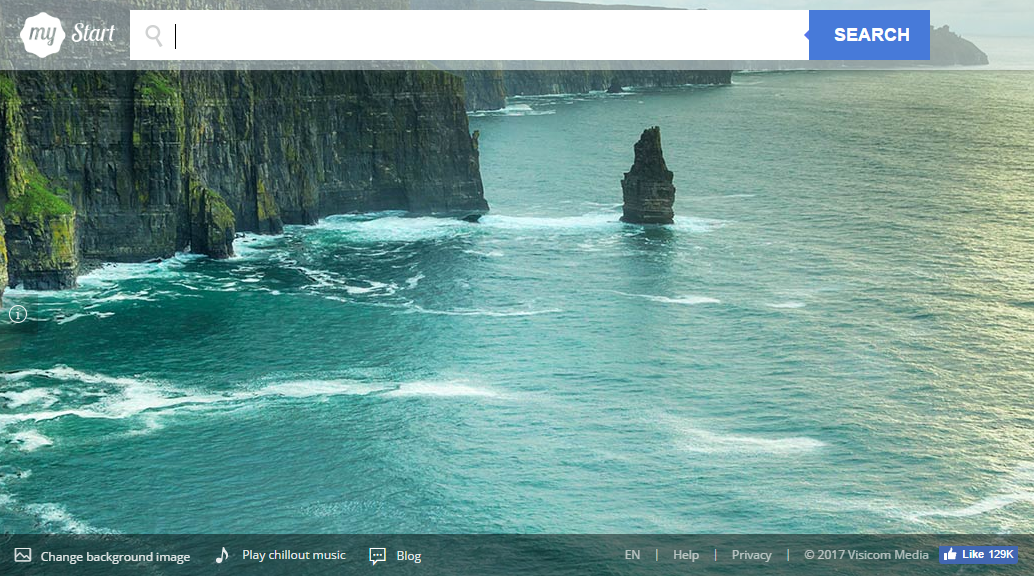 my Start
SEARCH
Change background image
Play chillout music
Blog
EN | Help | Privacy | © 2017 Visicom Media
Like 129K